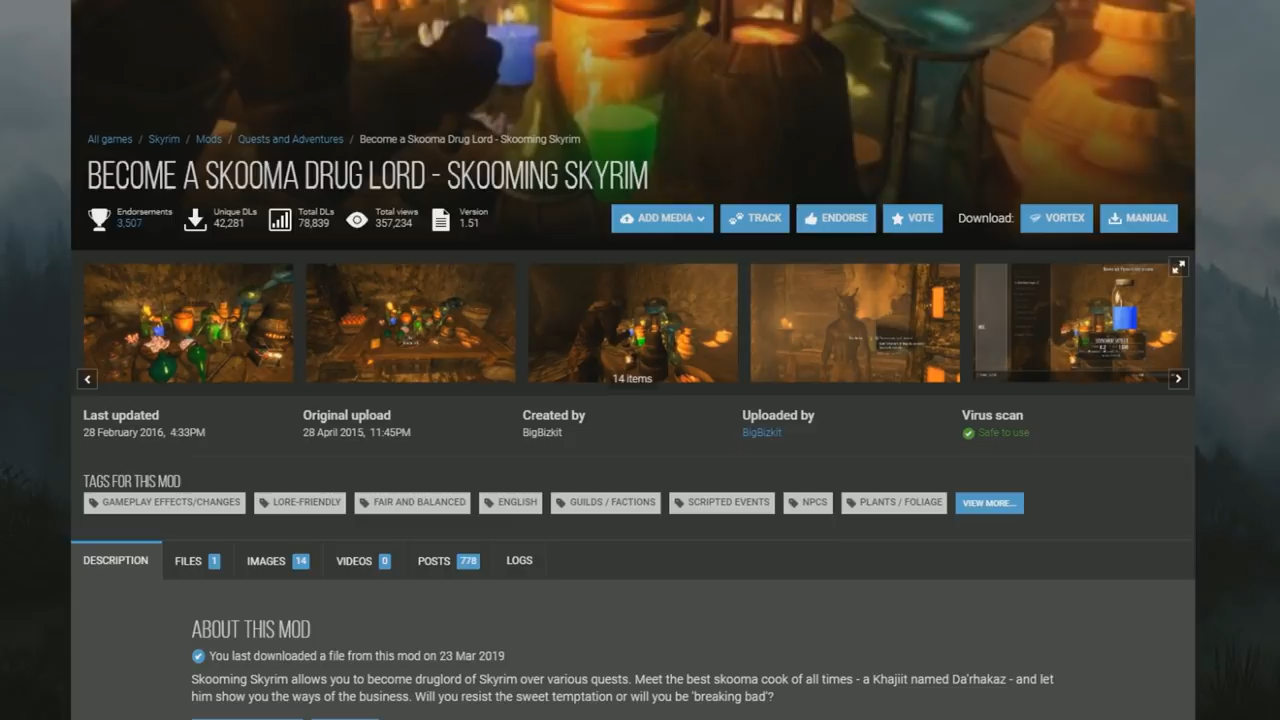 All games / Skyrim / Mods / Quests and Adventures / Become a Skooma Drug Lord - Skooming Skyrim
BECOME A SKOOMA DRUG LORD - SKOOMING SKYRIM
Endorsements
3,507
Unique DLs
42,281
Total DLs
78,839
Total views
357,234
Version
1.51
ADD MEDIA
TRACK
ENDORSE
VOTE
Download:
VORTEX
MANUAL
14 items
Last updated
28 February 2016, 4:33PM
Original upload
28 April 2015, 11:45PM
Created by
BigBizkit
Uploaded by
BigBizkit
Virus scan
Safe to use
TAGS FOR THIS MOD
GAMEPLAY EFFECTS/CHANGES
LORE-FRIENDLY
FAIR AND BALANCED
ENGLISH
GUILDS / FACTIONS
SCRIPTED EVENTS
NPCS
PLANTS / FOLIAGE
VIEW MORE...
DESCRIPTION
FILES 1
IMAGES 14
VIDEOS 0
POSTS 778
LOGS
ABOUT THIS MOD
You last downloaded a file from this mod on 23 Mar 2019
Skooming Skyrim allows you to become druglord of Skyrim over various quests. Meet the best skooma cook of all times - a Khajiit named Da'rhakaz - and let
him show you the ways of the business. Will you resist the sweet temptation or will you be 'breaking bad'?